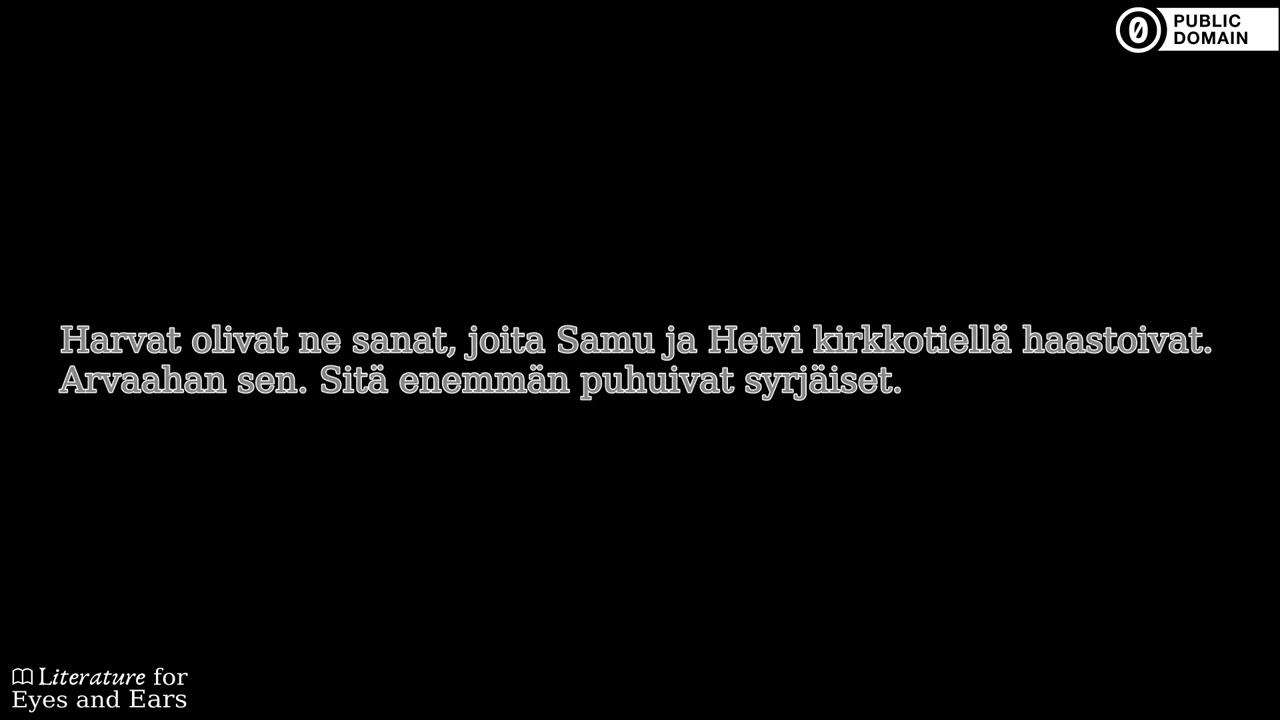 PUBLIC
DOMAIN
Harvat olivat ne sanat, joita Samu ja Hetvi kirkkotiellä haastoivat.
Arvaahan sen. Sitä enemmän puhuivat syrjäiset.
Literature for
Eyes and Ears